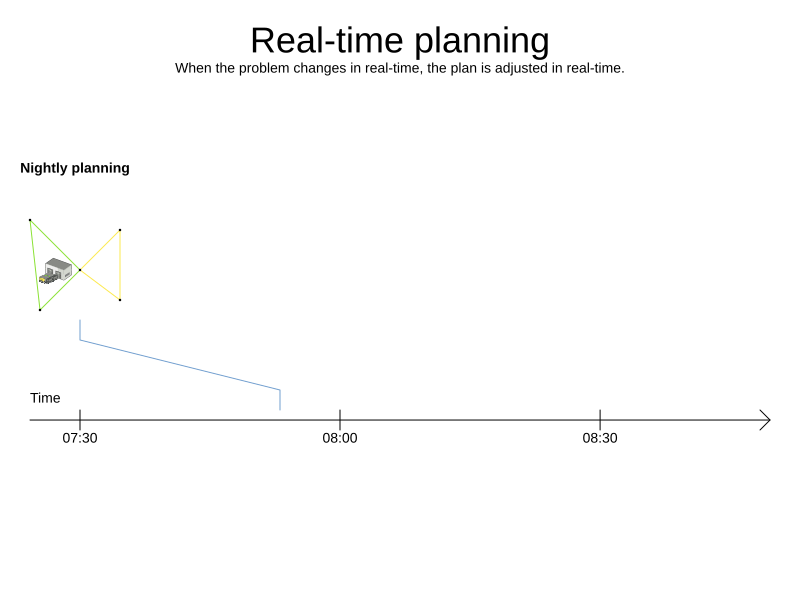 Real-time planning
When the problem changes in real-time, the plan is adjusted in real-time.
Nightly planning
Time
07:30 08:00 08:30